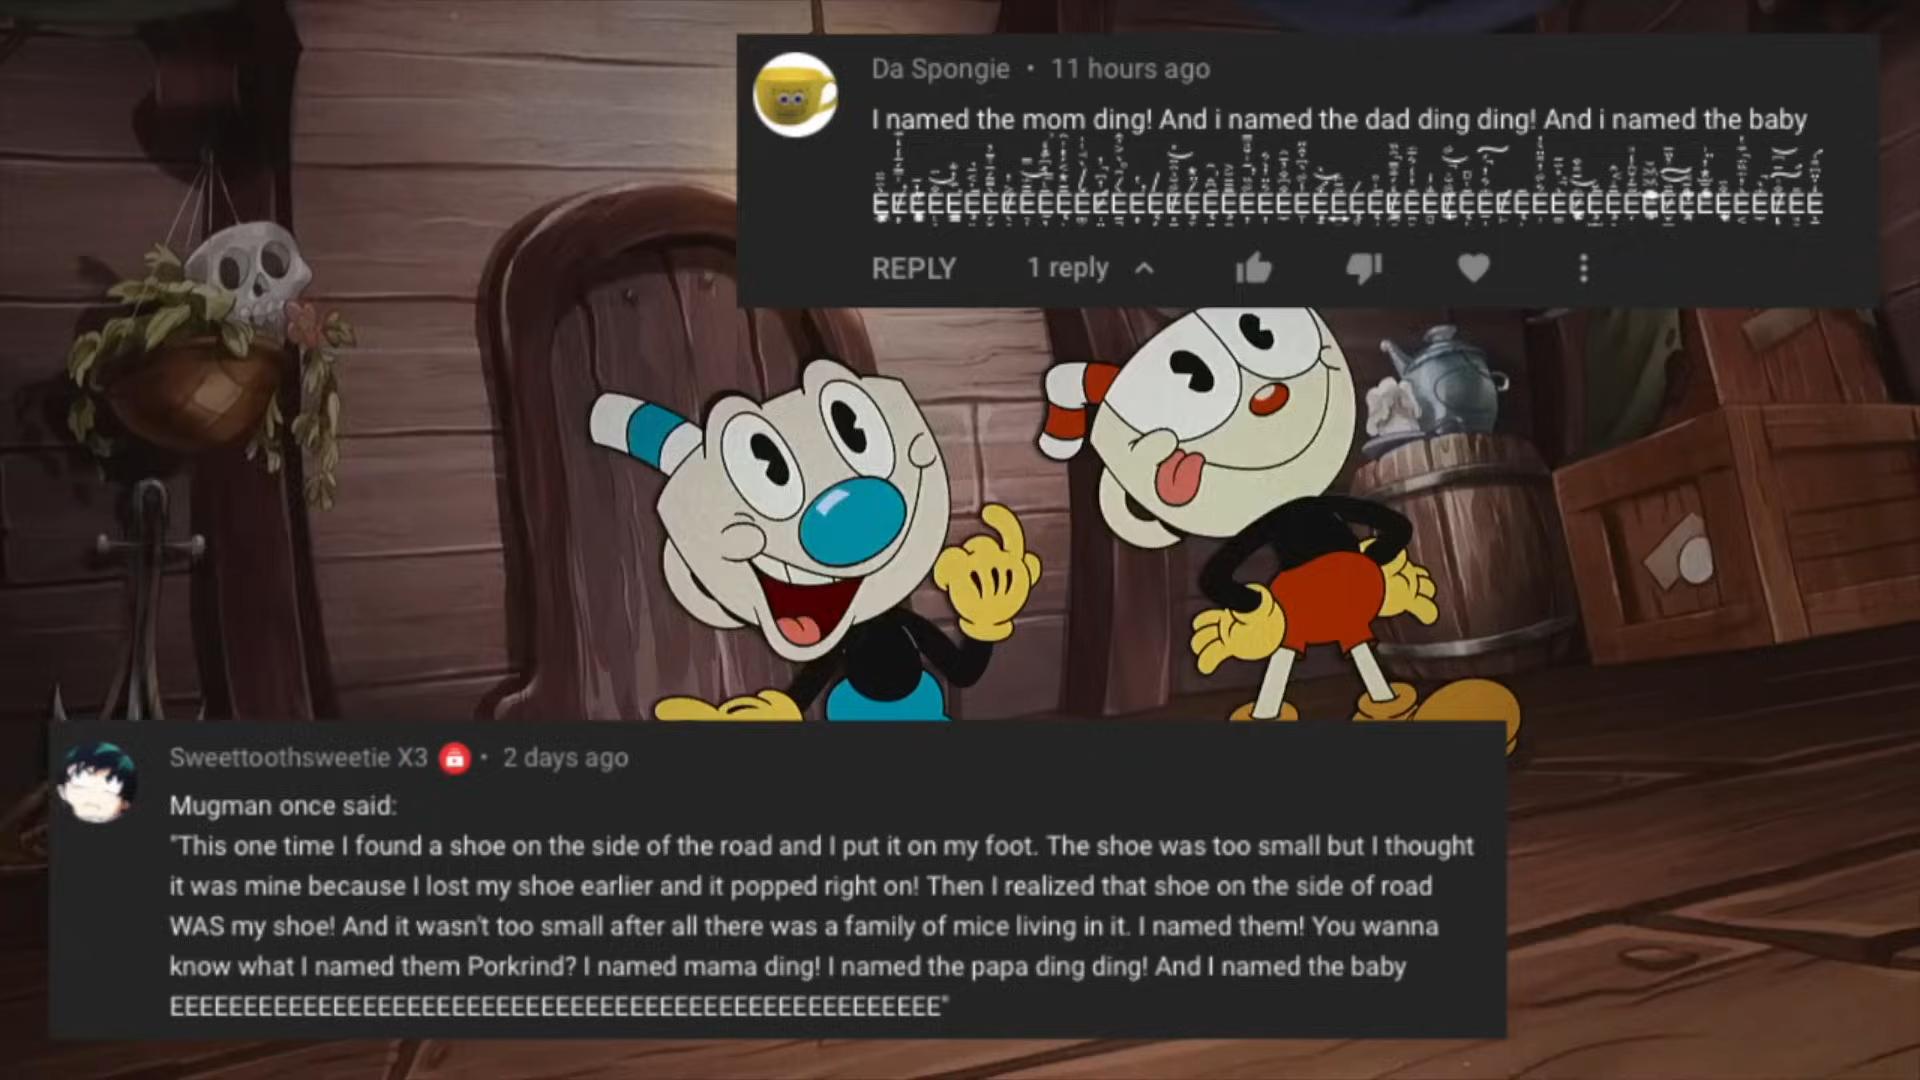 Da Spongie • 11 hours ago
I named the mom ding! And i named the dad ding ding! And i named the baby
EEEEEEEEEEEEEEEEEEEEEEEEEEEEEEEEEEEEEEEEEEEEEEEEEEEE
REPLY 1 reply
Sweettoothsweetie X3 • 2 days ago
Mugman once said:
"This one time I found a shoe on the side of the road and I put it on my foot. The shoe was too small but I thought
it was mine because I lost my shoe earlier and it popped right on! Then I realized that shoe on the side of road
WAS my shoe! And it wasn't too small after all there was a family of mice living in it. I named them! You wanna
know what I named them Porkrind? I named mama ding! I named the papa ding ding! And I named the baby
EEEEEEEEEEEEEEEEEEEEEEEEEEEEEEEEEEEEEEEEEEEEEEEEEEEE"